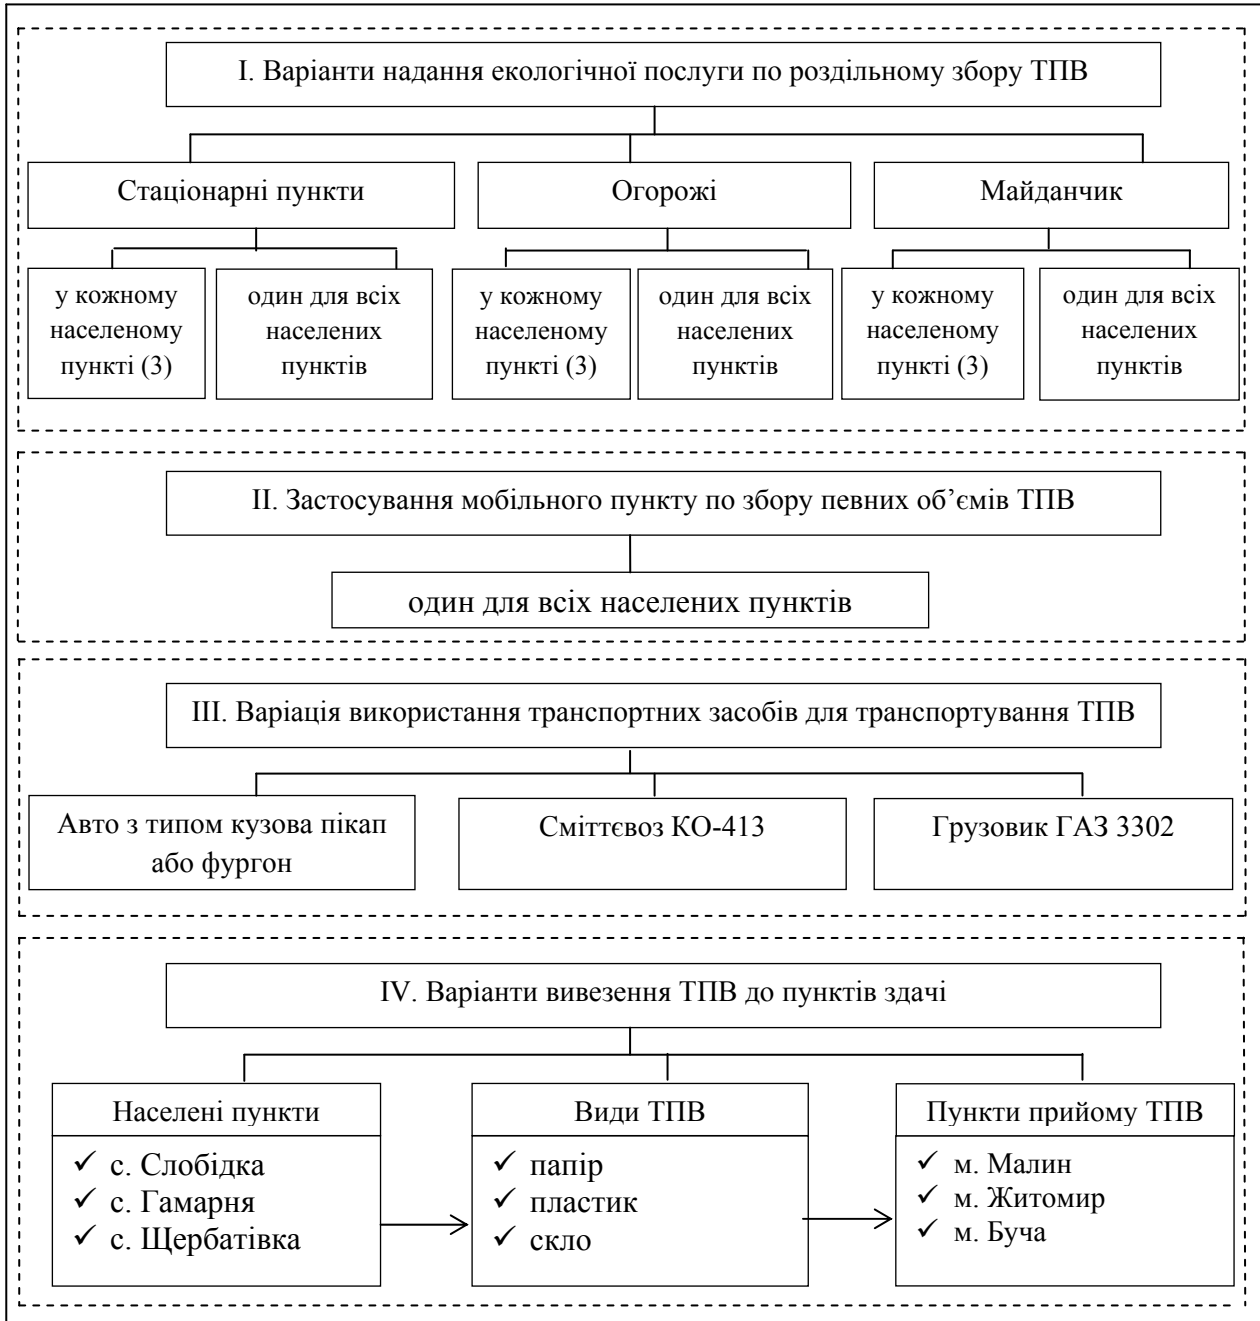 І. Варіанти надання екологічної послуги по роздільному збору ТПВ
Стаціонарні пункти
Огорожі
Майданчик
у кожному
населеному
пункті (3)
один для всіх
населених
пунктів
у кожному
населеному
пункті (3)
один для всіх
населених
пунктів
у кожному
населеному
пункті (3)
один для всіх
населених
пунктів
ІІ. Застосування мобільного пункту по збору певних об’ємів ТПВ
один для всіх населених пунктів
ІІІ. Варіація використання транспортних засобів для транспортування ТПВ
Авто з типом кузова пікап
або фургон
Сміттєвоз КО-413
Грузовик ГАЗ 3302
IV. Варіанти вивезення ТПВ до пунктів здачі
Населені пункти
✓ с. Слобідка
✓ с. Гамарня
✓ с. Щербатівка
Види ТПВ
✓ папір
✓ пластик
✓ скло
Пункти прийому ТПВ
✓ м. Малин
✓ м. Житомир
✓ м. Буча